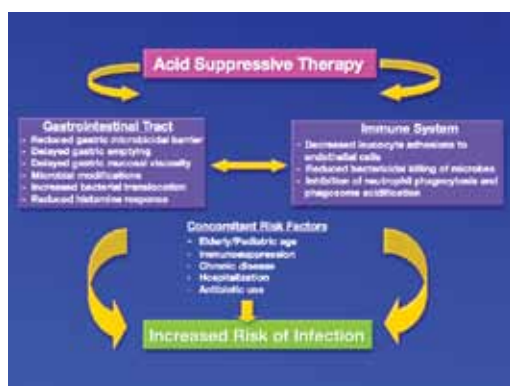 Acid Suppressive Therapy
Gastrointestinal Tract
- Reduced gastric microbicidal barrier
- Delayed gastric emptying
- Delayed gastric mucosal viscosity
- Microbial modifications
- Increased bacterial translocation
- Reduced histamine response
Immune System
- Decreased leucocyte adhesions to
endothelial cells
- Reduced bactericidal killing of microbes
- Inhibition of neutrophil phagocytosis and
phagosome acidification
Concomitant Risk Factors
- Elderly/Pediatric age
- Immunosuppression
- Chronic disease
- Hospitalization
- Antibiotic use
Increased Risk of Infection